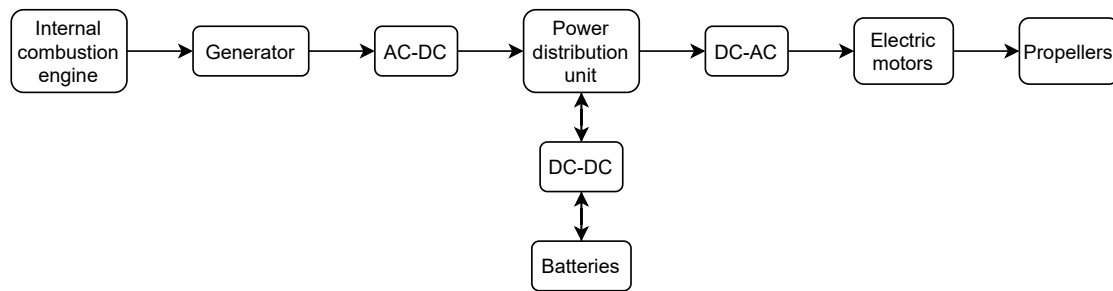 Internal
combustion
engine
Generator
AC-DC
Power
distribution
unit
DC-AC
Electric
motors
Propellers
DC-DC
Batteries